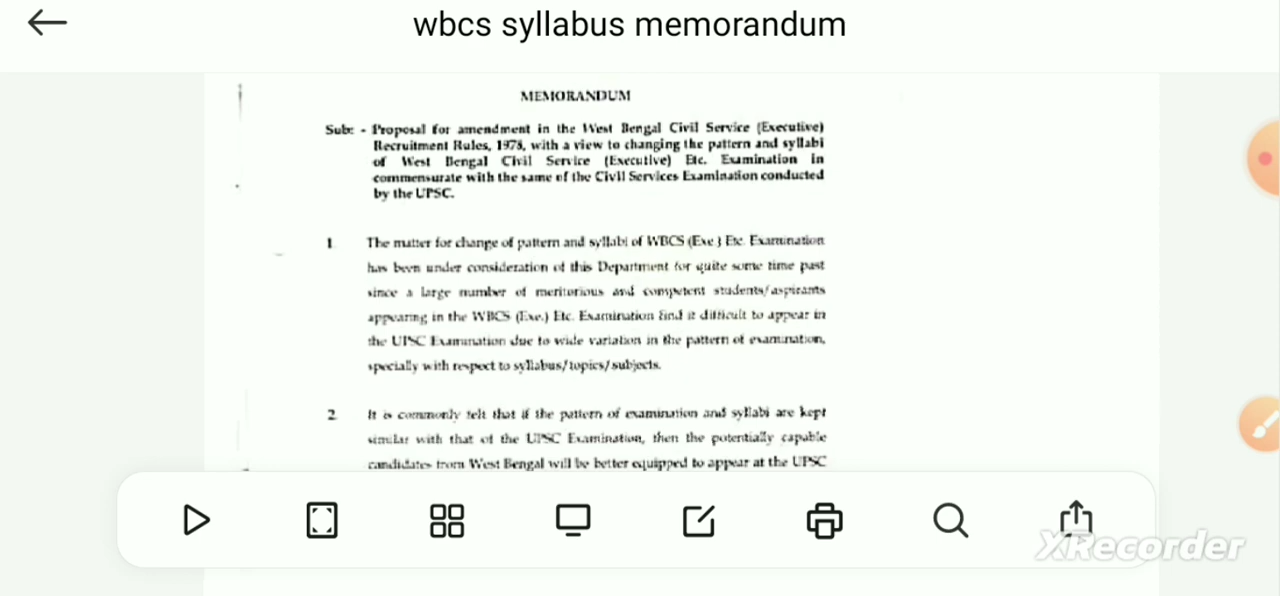 wbcs syllabus memorandum
MEMORANDUM
Sub: - Proposal for amendment in the West Bengal Civil Service (Executive)
Recruitment Rules, 1978, with a view to changing the pattern and syllabi
of West Bengal Civil Service (Executive) Etc. Examination in
commensurate with the same of the Civil Services Examination conducted
by the UPSC.
1 The matter for change of pattern and syllabi of WBCS (Exe.) Etc. Examination
has been under consideration of this Department for quite some time past
since a large number of meritorious and competent students/aspirants
appearing in the WBCS (Exe.) Etc. Examination find it difficult to appear in
the UPSC Examination due to wide variation in the pattern of examination,
specially with respect to syllabus/topics/subjects.
2 It is commonly felt that if the pattern of examination and syllabi are kept
similar with that of the UPSC Examination, then the potentially capable
candidates from West Bengal will be better equipped to appear at the UPSC
XRecorder